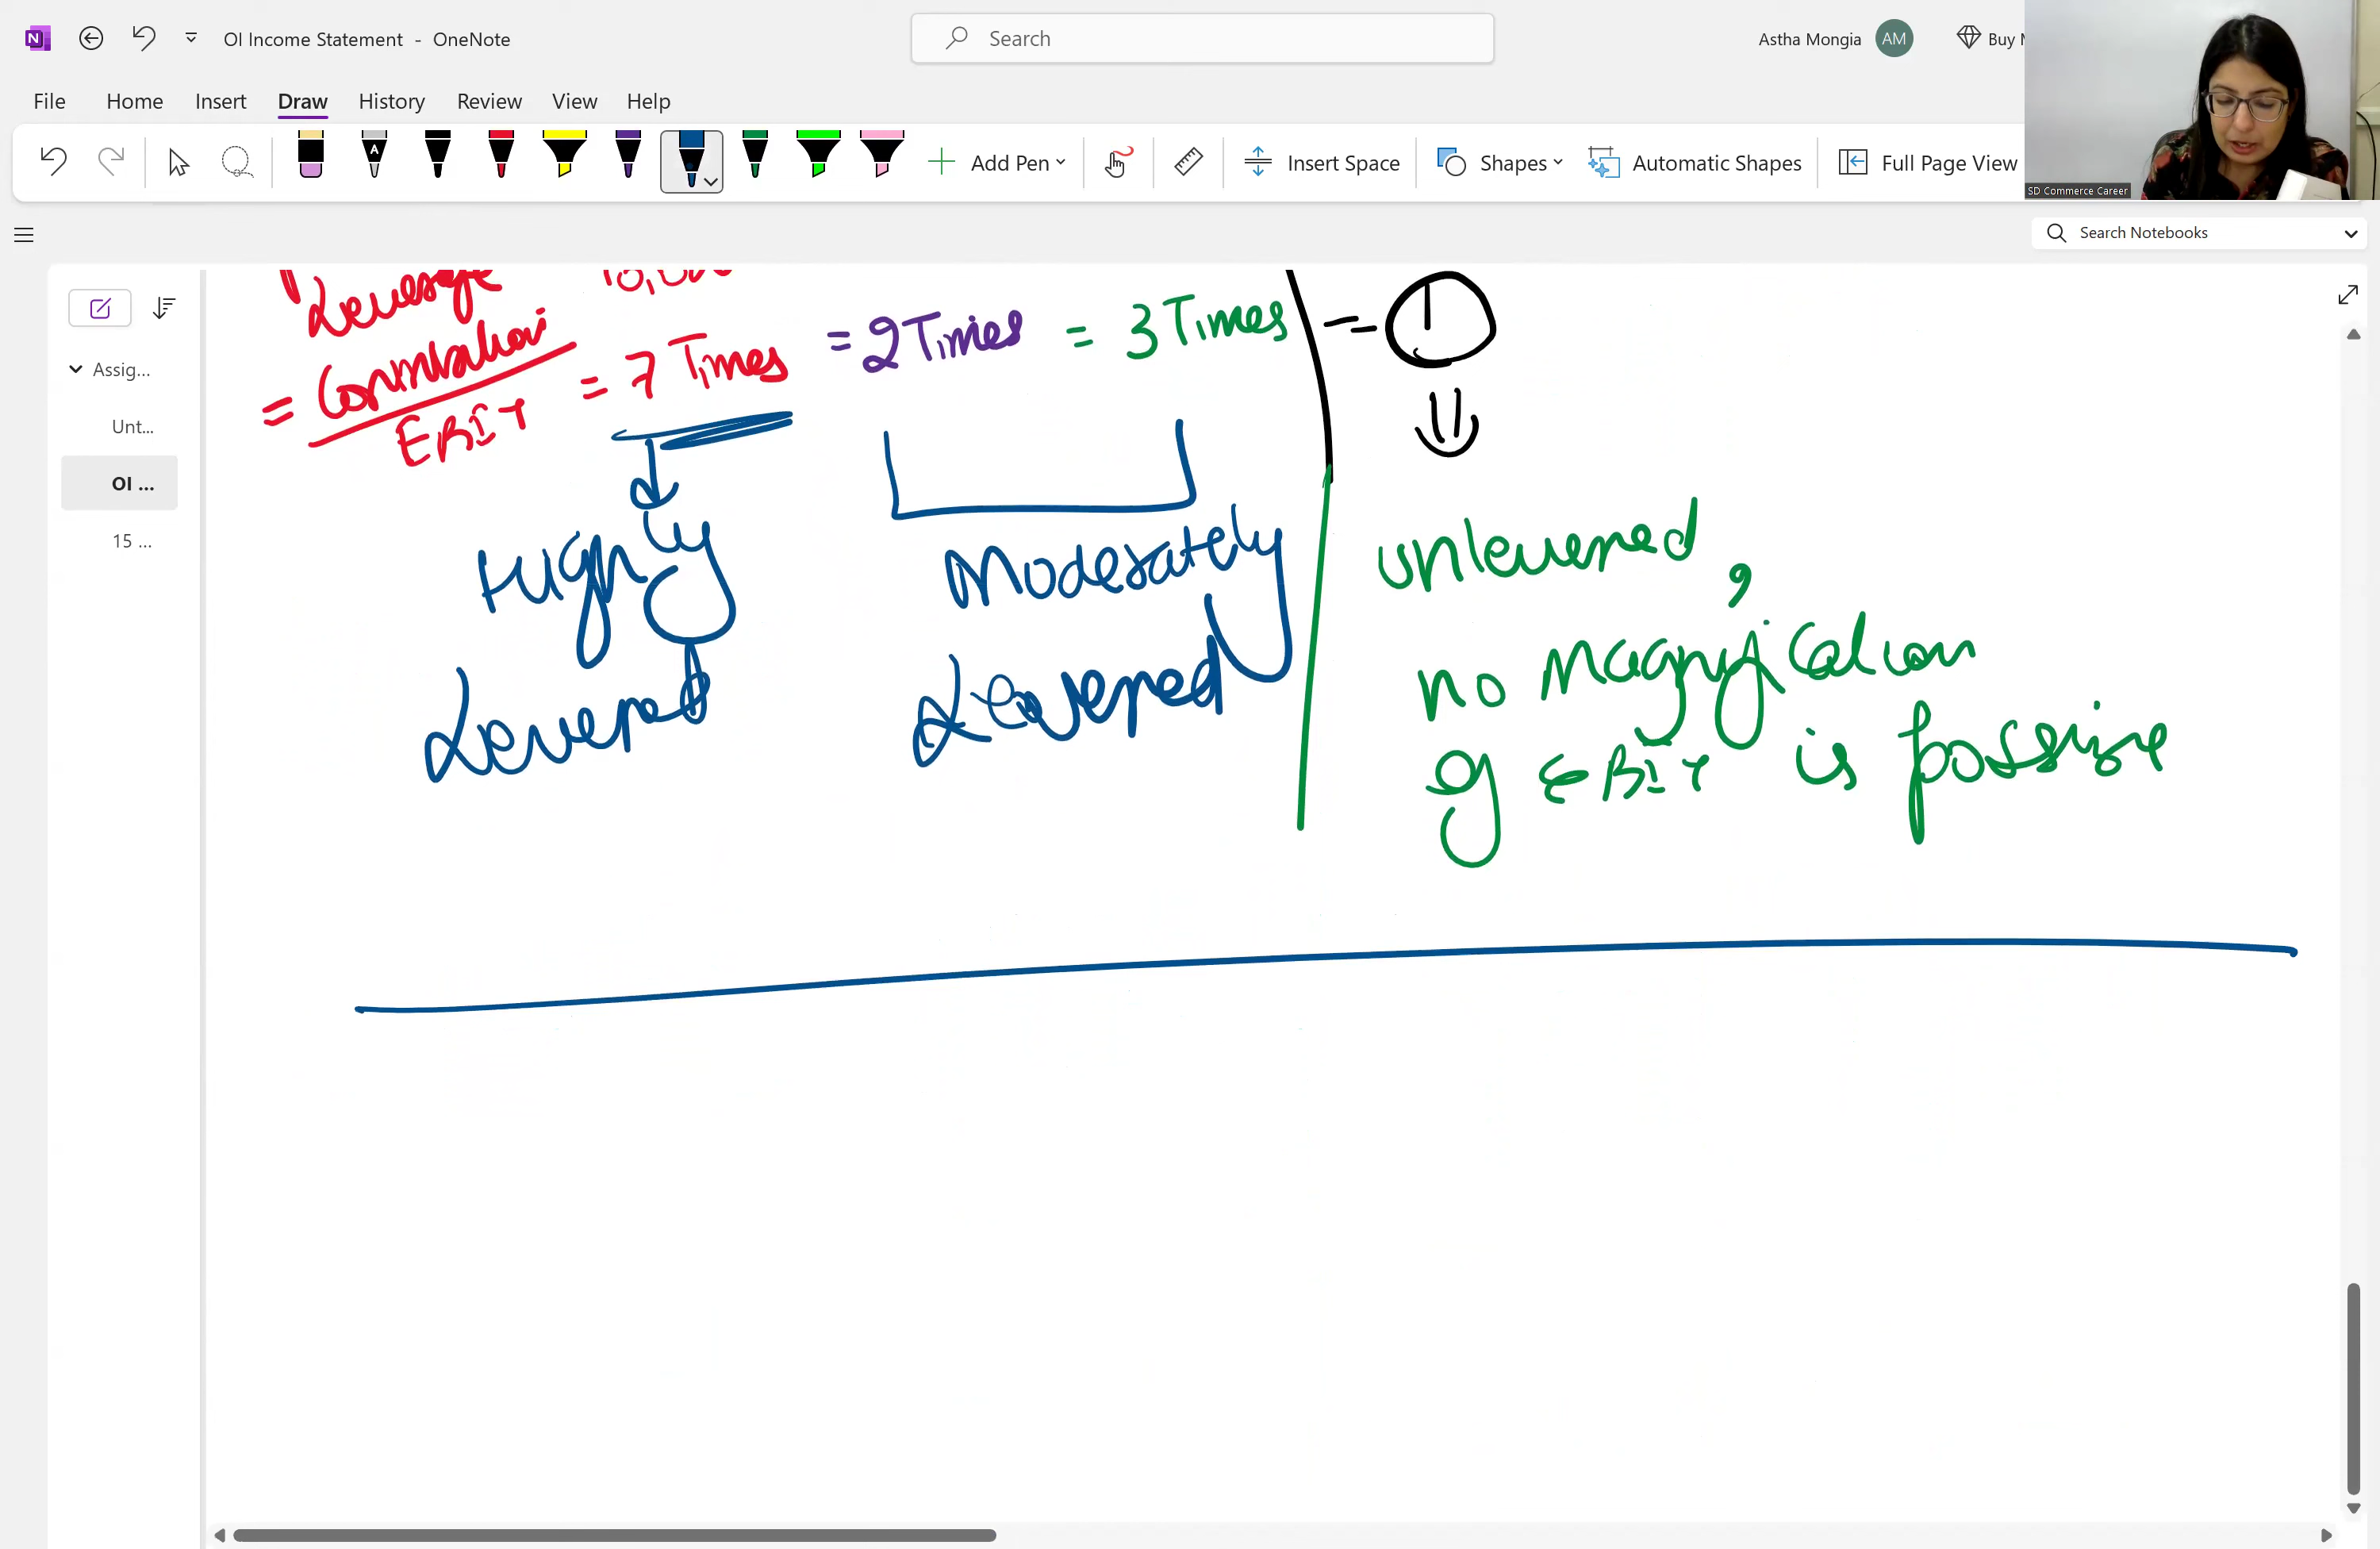 OI Income Statement - OneNote
Search
Astha Mongia AM
Buy
File Home Insert Draw History Review View Help
A
Add Pen
Insert Space
Shapes
Automatic Shapes
Full Page View
SD Commerce Career
Search Notebooks
Assig...
Unt...
OI ...
15 ...
Leverage
= Contribution / EBIT = 7 Times = 2 Times = 3 Times = 1
Highly
Levered
Moderately
Levered
unlevered,
no magnification
of EBIT is possible